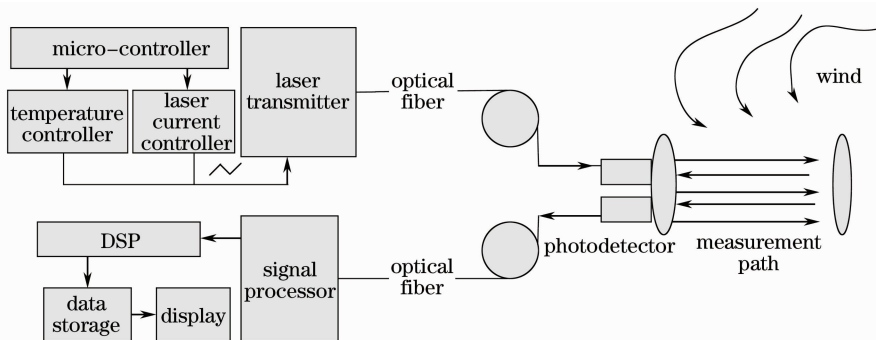 micro-controller
temperature
controller
laser
current
controller
laser
transmitter
optical
fiber
wind
DSP
data
storage
display
signal
processor
optical
fiber
photodetector
measurement
path